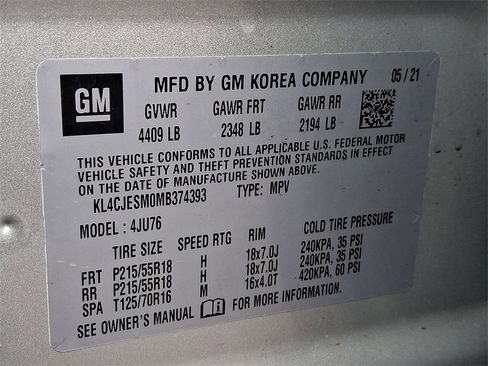 GM MFD BY GM KOREA COMPANY 05/21
GVWR GAWR FRT GAWR RR
4409 LB 2348 LB 2194 LB
THIS VEHICLE CONFORMS TO ALL APPLICABLE U.S. FEDERAL MOTOR
VEHICLE SAFETY AND THEFT PREVENTION STANDARDS IN EFFECT
ON THE DATE OF MANUFACTURE SHOWN ABOVE.
KL4CJESM0MB374393 TYPE: MPV
MODEL : 4JU76
TIRE SIZE SPEED RTG RIM COLD TIRE PRESSURE
FRT P215/55R18 H 18x7.0J 240KPA, 35 PSI
RR P215/55R18 H 18x7.0J 240KPA, 35 PSI
SPA T125/70R16 M 16x4.0T 420KPA, 60 PSI
SEE OWNER'S MANUAL FOR MORE INFORMATION